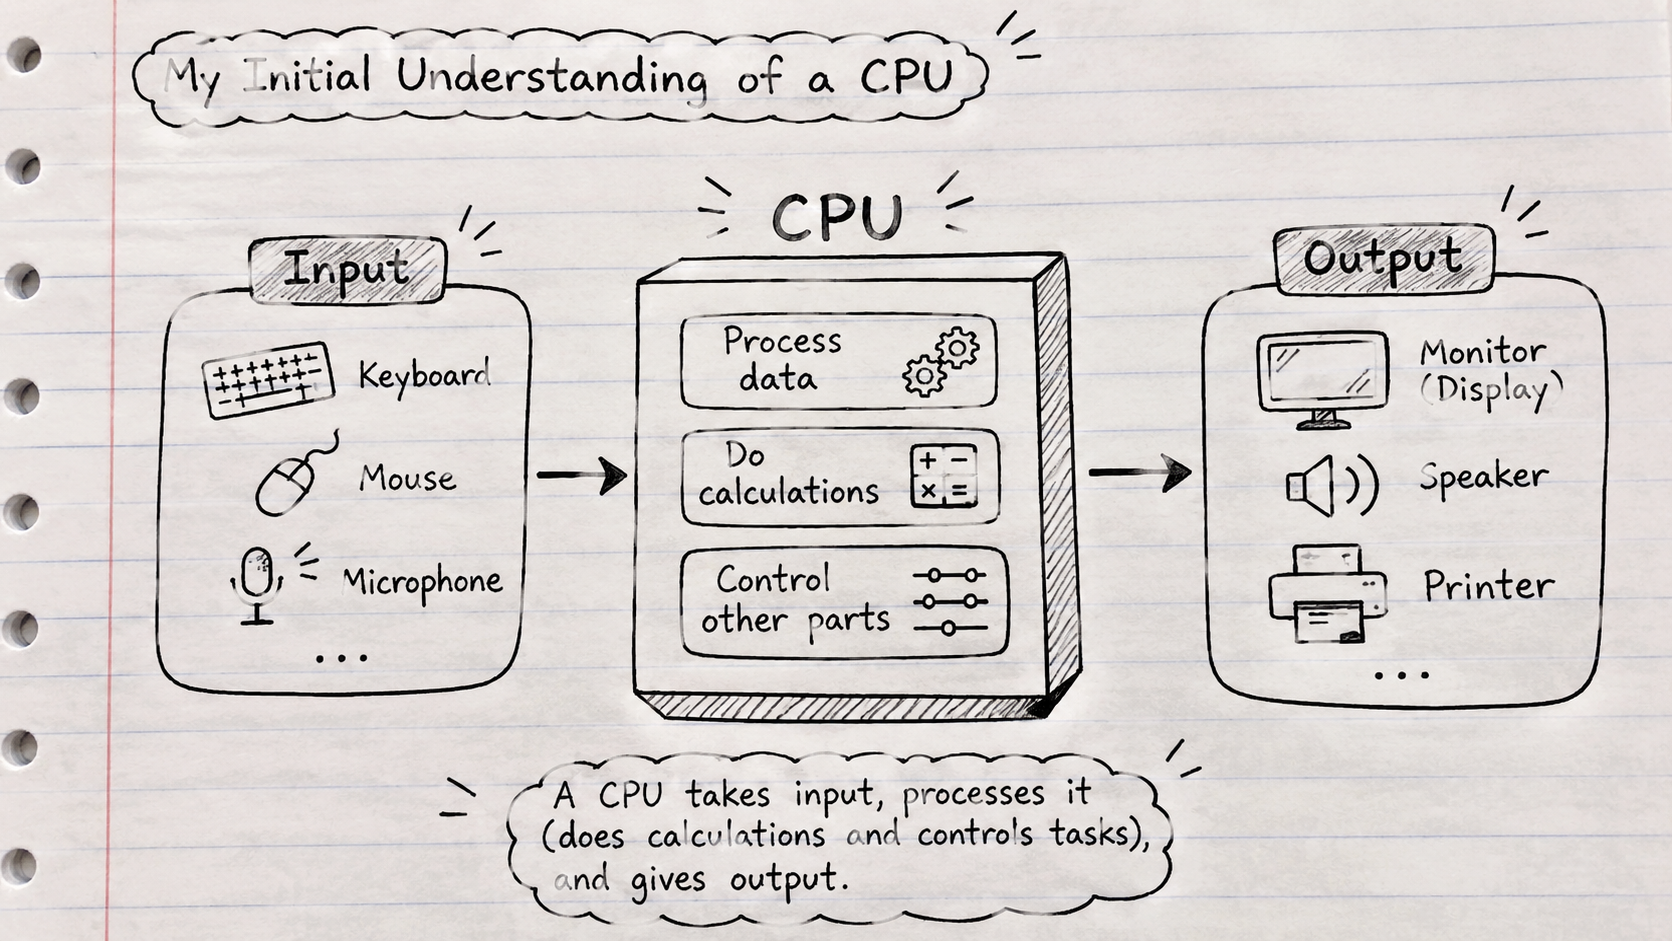 My Initial Understanding of a CPU
CPU
Input
Keyboard
Mouse
Microphone
...
Process
data
Do
calculations
+ −
× =
Control
other parts
Output
Monitor
(Display)
Speaker
Printer
...
A CPU takes input, processes it
(does calculations and controls tasks),
and gives output.